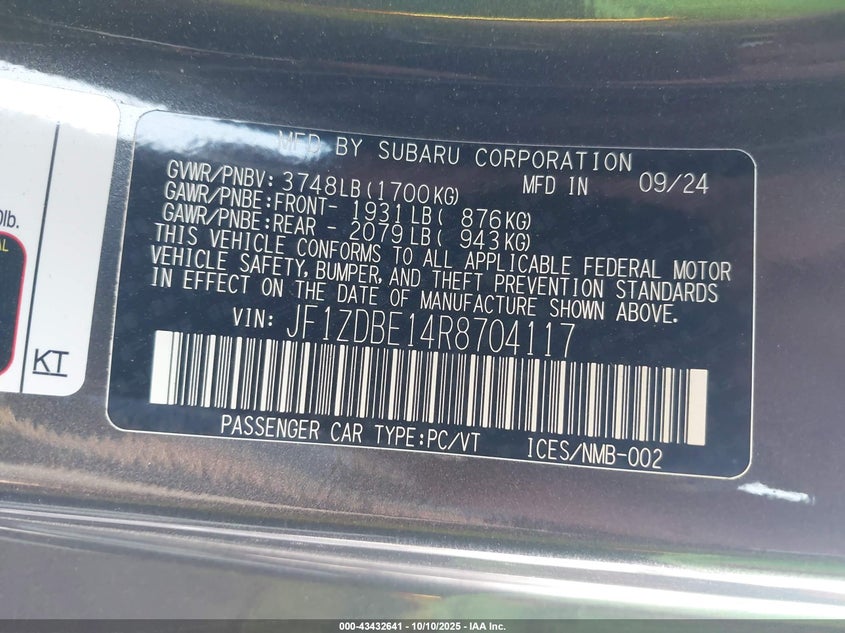 MFD BY SUBARU CORPORATION
GVWR/PNBV: 3748LB(1700KG) MFD IN 09/24
GAWR/PNBE:FRONT- 1931LB( 876KG)
GAWR/PNBE:REAR - 2079LB( 943KG)
THIS VEHICLE CONFORMS TO ALL APPLICABLE FEDERAL MOTOR
VEHICLE SAFETY, BUMPER, AND THEFT PREVENTION STANDARDS
IN EFFECT ON THE DATE OF MANUFACTURE SHOWN ABOVE.
VIN: JF1ZDBE14R8704117
PASSENGER CAR TYPE:PC/VT ICES/NMB-002
lb.
KT
000-43432641 - 10/10/2025 - IAA Inc.